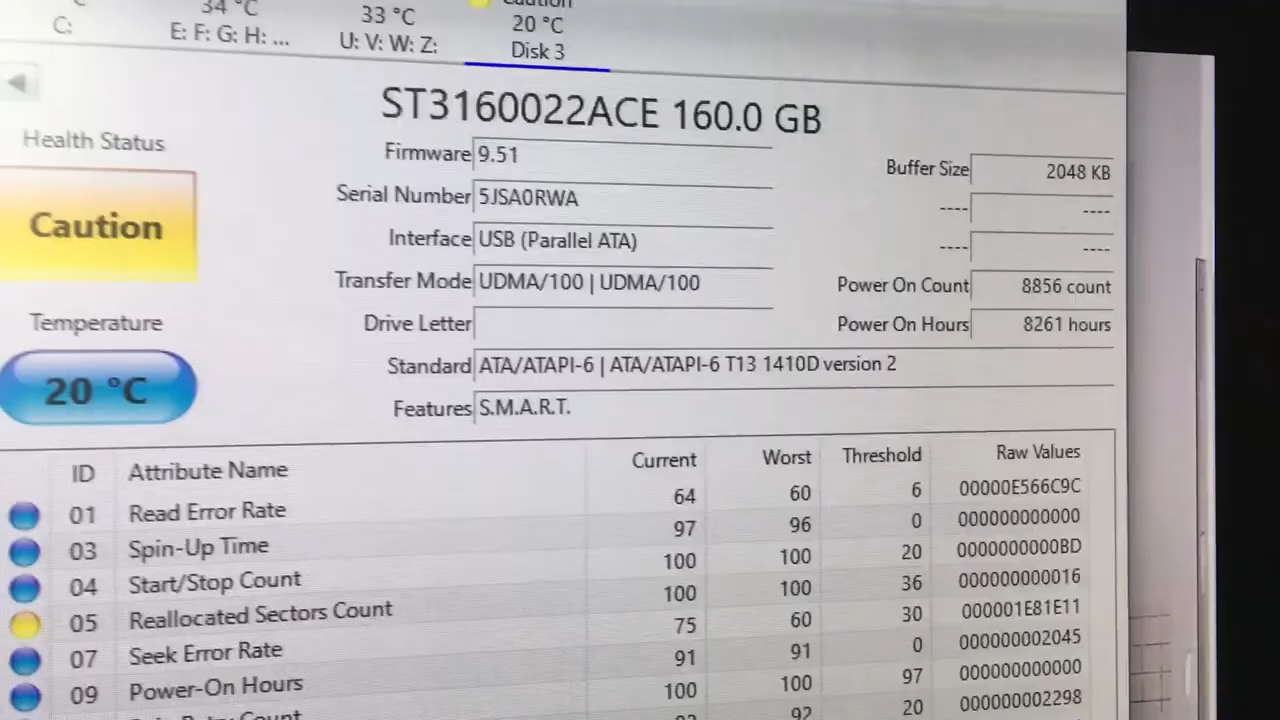 34 °C 33 °C Caution
C: E: F: G: H: ... U: V: W: Z: 20 °C
Disk 3
ST3160022ACE 160.0 GB
Health Status
Caution
Temperature
20 °C
Firmware 9.51
Serial Number 5JSA0RWA
Interface USB (Parallel ATA)
Transfer Mode UDMA/100 | UDMA/100
Drive Letter
Standard ATA/ATAPI-6 | ATA/ATAPI-6 T13 1410D version 2
Features S.M.A.R.T.
Buffer Size 2048 KB
---- ----
---- ----
Power On Count 8856 count
Power On Hours 8261 hours
ID Attribute Name Current Worst Threshold Raw Values
01 Read Error Rate 64 60 6 00000E566C9C
03 Spin-Up Time 97 96 0 000000000000
04 Start/Stop Count 100 100 20 0000000000BD
05 Reallocated Sectors Count 100 100 36 000000000016
07 Seek Error Rate 75 60 30 000001E81E11
09 Power-On Hours 91 91 0 000000002045
100 100 97 000000000000
Count 92 20 000000002298